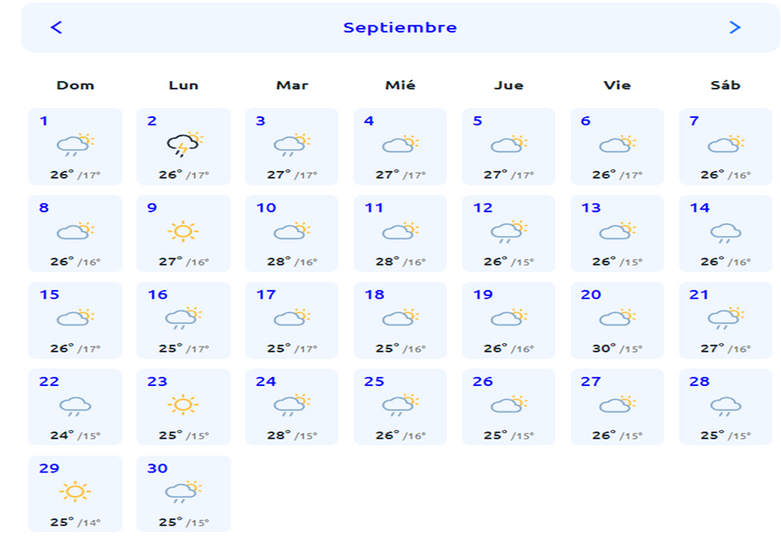 Septiembre
Dom Lun Mar Mié Jue Vie Sáb
1 2 3 4 5 6 7
26° /17° 26° /17° 27° /17° 27° /17° 27° /17° 26° /17° 26° /16°
8 9 10 11 12 13 14
26° /16° 27° /16° 28° /16° 28° /16° 26° /15° 26° /15° 26° /16°
15 16 17 18 19 20 21
26° /17° 25° /17° 25° /17° 25° /16° 26° /16° 30° /15° 27° /16°
22 23 24 25 26 27 28
24° /15° 25° /15° 28° /15° 26° /16° 25° /15° 26° /15° 25° /15°
29 30
25° /14° 25° /15°